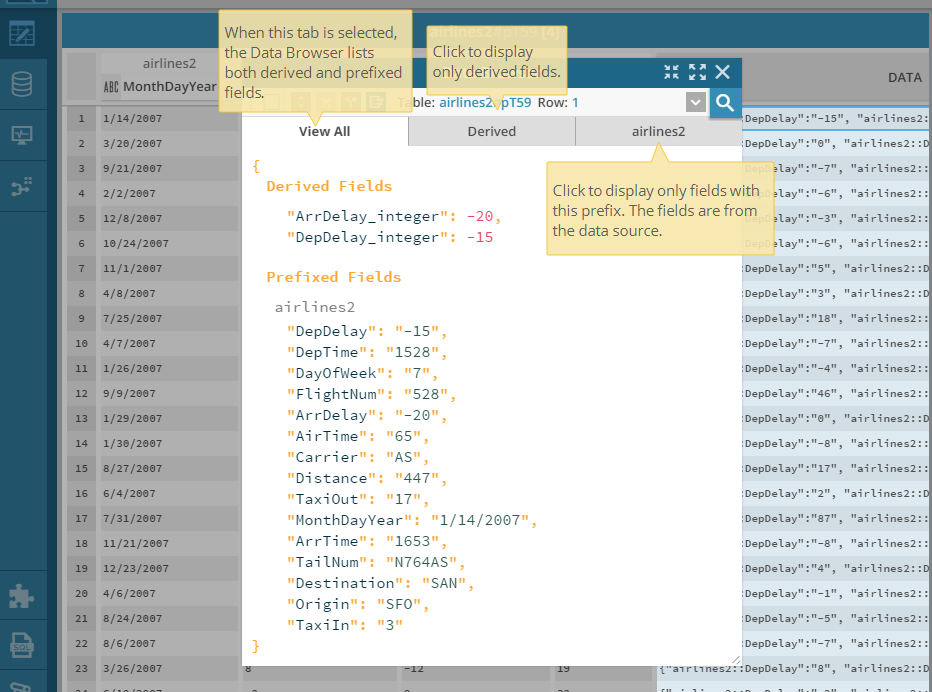 When this tab is selected,
the Data Browser lists
both derived and prefixed
fields.
Click to display
only derived fields.
airlines2
ABC MonthDayYear
DATA
Table: airlines2#pT59 Row: 1
View All
Derived
airlines2
Click to display only fields with
this prefix. The fields are from
the data source.
{
Derived Fields
"ArrDelay_integer": -20,
"DepDelay_integer": -15
Prefixed Fields
airlines2
"DepDelay": "-15",
"DepTime": "1528",
"DayOfWeek": "7",
"FlightNum": "528",
"ArrDelay": "-20",
"AirTime": "65",
"Carrier": "AS",
"Distance": "447",
"TaxiOut": "17",
"MonthDayYear": "1/14/2007",
"ArrTime": "1653",
"TailNum": "N764AS",
"Destination": "SAN",
"Origin": "SFO",
"TaxiIn": "3"
}
1 1/14/2007 DepDelay":"-15", "airlines2:
2 3/20/2007 DepDelay":"0", "airlines2::D
3 9/21/2007 DepDelay":"-7", "airlines2::
4 2/2/2007 DepDelay":"-6", "airlines2::
5 12/8/2007 DepDelay":"-3", "airlines2::
6 10/24/2007 DepDelay":"-6", "airlines2::
7 11/1/2007 DepDelay":"5", "airlines2::D
8 4/8/2007 DepDelay":"3", "airlines2::D
9 7/25/2007 DepDelay":"18", "airlines2::
10 4/7/2007 DepDelay":"-7", "airlines2::
11 1/26/2007 DepDelay":"-4", "airlines2::
12 9/9/2007 DepDelay":"46", "airlines2::
13 1/29/2007 DepDelay":"0", "airlines2::D
14 1/30/2007 DepDelay":"-8", "airlines2::
15 8/27/2007 DepDelay":"17", "airlines2::
16 6/4/2007 DepDelay":"2", "airlines2::D
17 7/31/2007 DepDelay":"87", "airlines2::
18 11/21/2007 DepDelay":"-8", "airlines2::
19 12/23/2007 DepDelay":"4", "airlines2::D
20 4/6/2007 DepDelay":"-1", "airlines2::
21 8/24/2007 DepDelay":"-5", "airlines2::
22 8/6/2007 DepDelay":"-7", "airlines2::
23 3/26/2007 8 -12 19 {"airlines2::DepDelay":"8", "airlines2::D
SQL